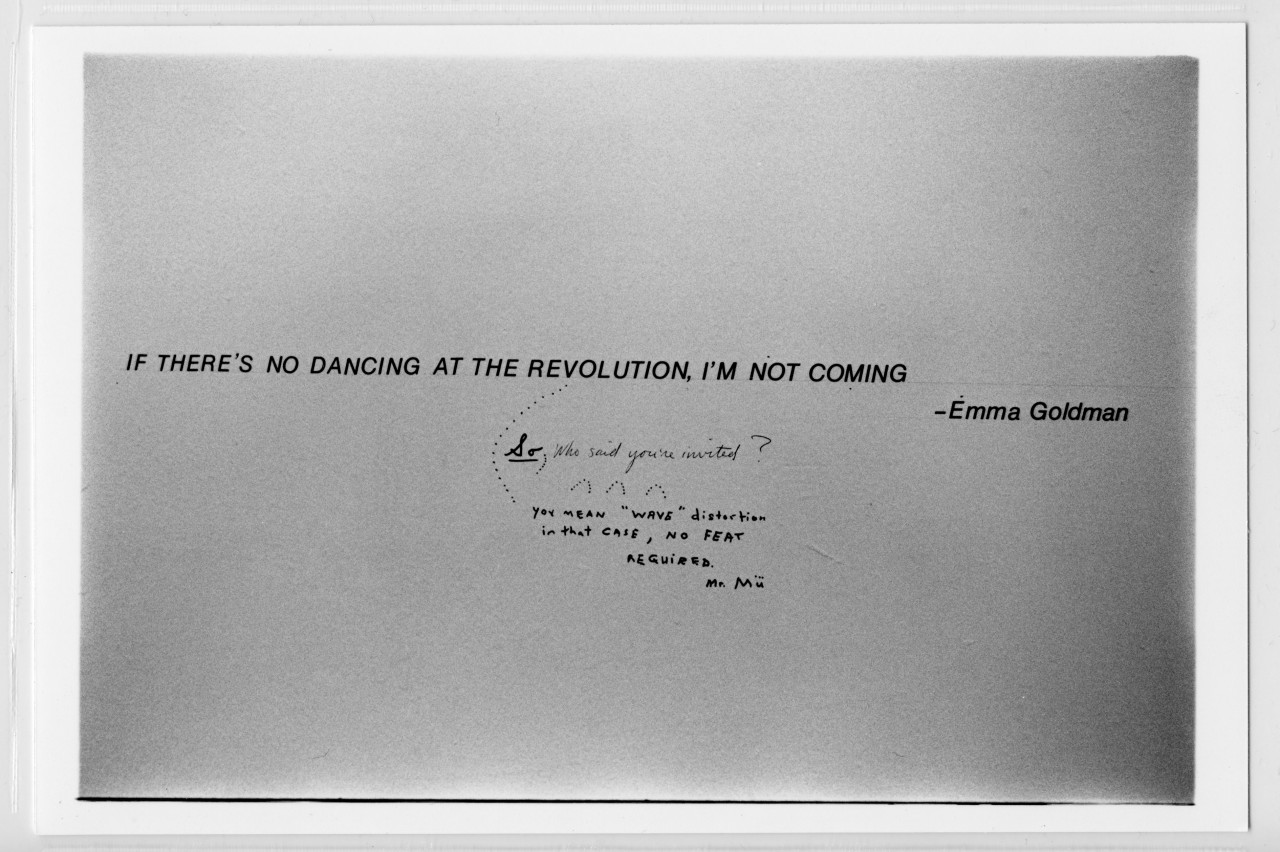 IF THERE'S NO DANCING AT THE REVOLUTION, I'M NOT COMING
–Emma Goldman
So, Who said you're invited?
you MEAN "WAVE" distortion
in that CASE, NO FEAT
REQUiRED.
Mr. Mü